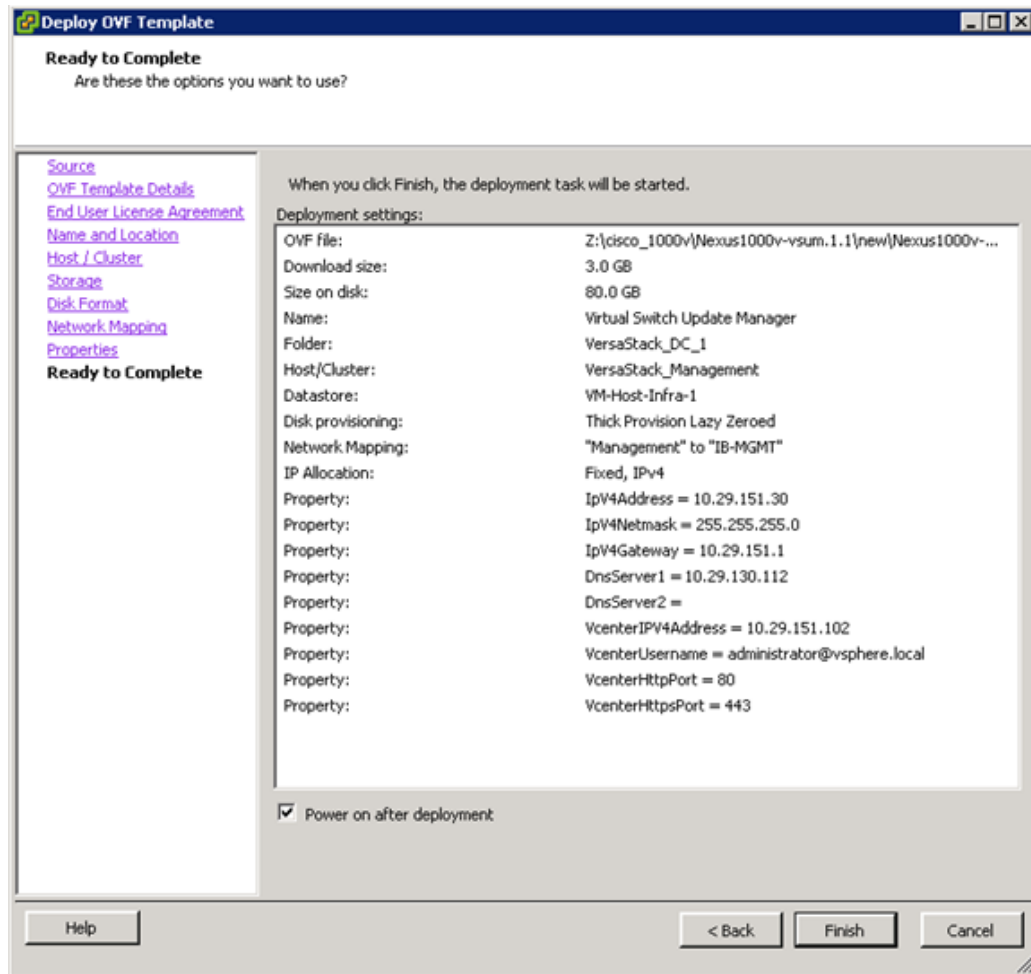 Deploy OVF Template
Ready to Complete
Are these the options you want to use?
Source
OVF Template Details
End User License Agreement
Name and Location
Host / Cluster
Storage
Disk Format
Network Mapping
Properties
Ready to Complete
When you click Finish, the deployment task will be started.
Deployment settings:
OVF file: Z:\cisco_1000v\Nexus1000v-vsum.1.1\new\Nexus1000v-...
Download size: 3.0 GB
Size on disk: 80.0 GB
Name: Virtual Switch Update Manager
Folder: VersaStack_DC_1
Host/Cluster: VersaStack_Management
Datastore: VM-Host-Infra-1
Disk provisioning: Thick Provision Lazy Zeroed
Network Mapping: "Management" to "IB-MGMT"
IP Allocation: Fixed, IPv4
Property: IpV4Address = 10.29.151.30
Property: IpV4Netmask = 255.255.255.0
Property: IpV4Gateway = 10.29.151.1
Property: DnsServer1 = 10.29.130.112
Property: DnsServer2 =
Property: VcenterIPV4Address = 10.29.151.102
Property: VcenterUsername = administrator@vsphere.local
Property: VcenterHttpPort = 80
Property: VcenterHttpsPort = 443
Power on after deployment
Help
< Back
Finish
Cancel